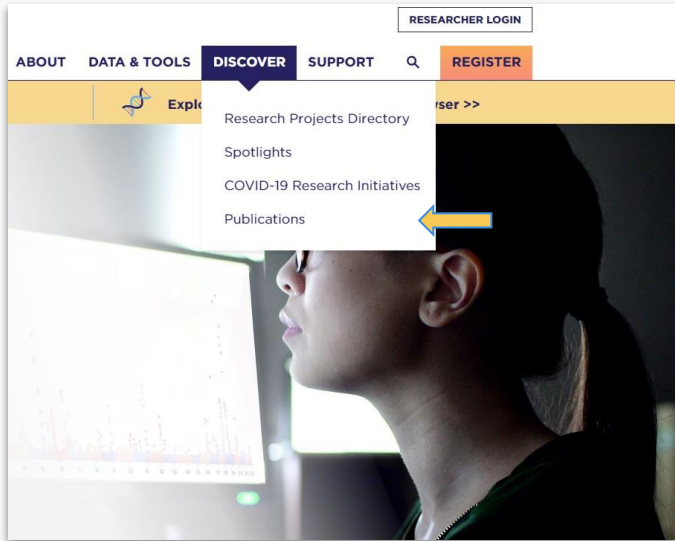 RESEARCHER LOGIN
ABOUT DATA & TOOLS DISCOVER SUPPORT REGISTER
Explo ser >>
Research Projects Directory
Spotlights
COVID-19 Research Initiatives
Publications